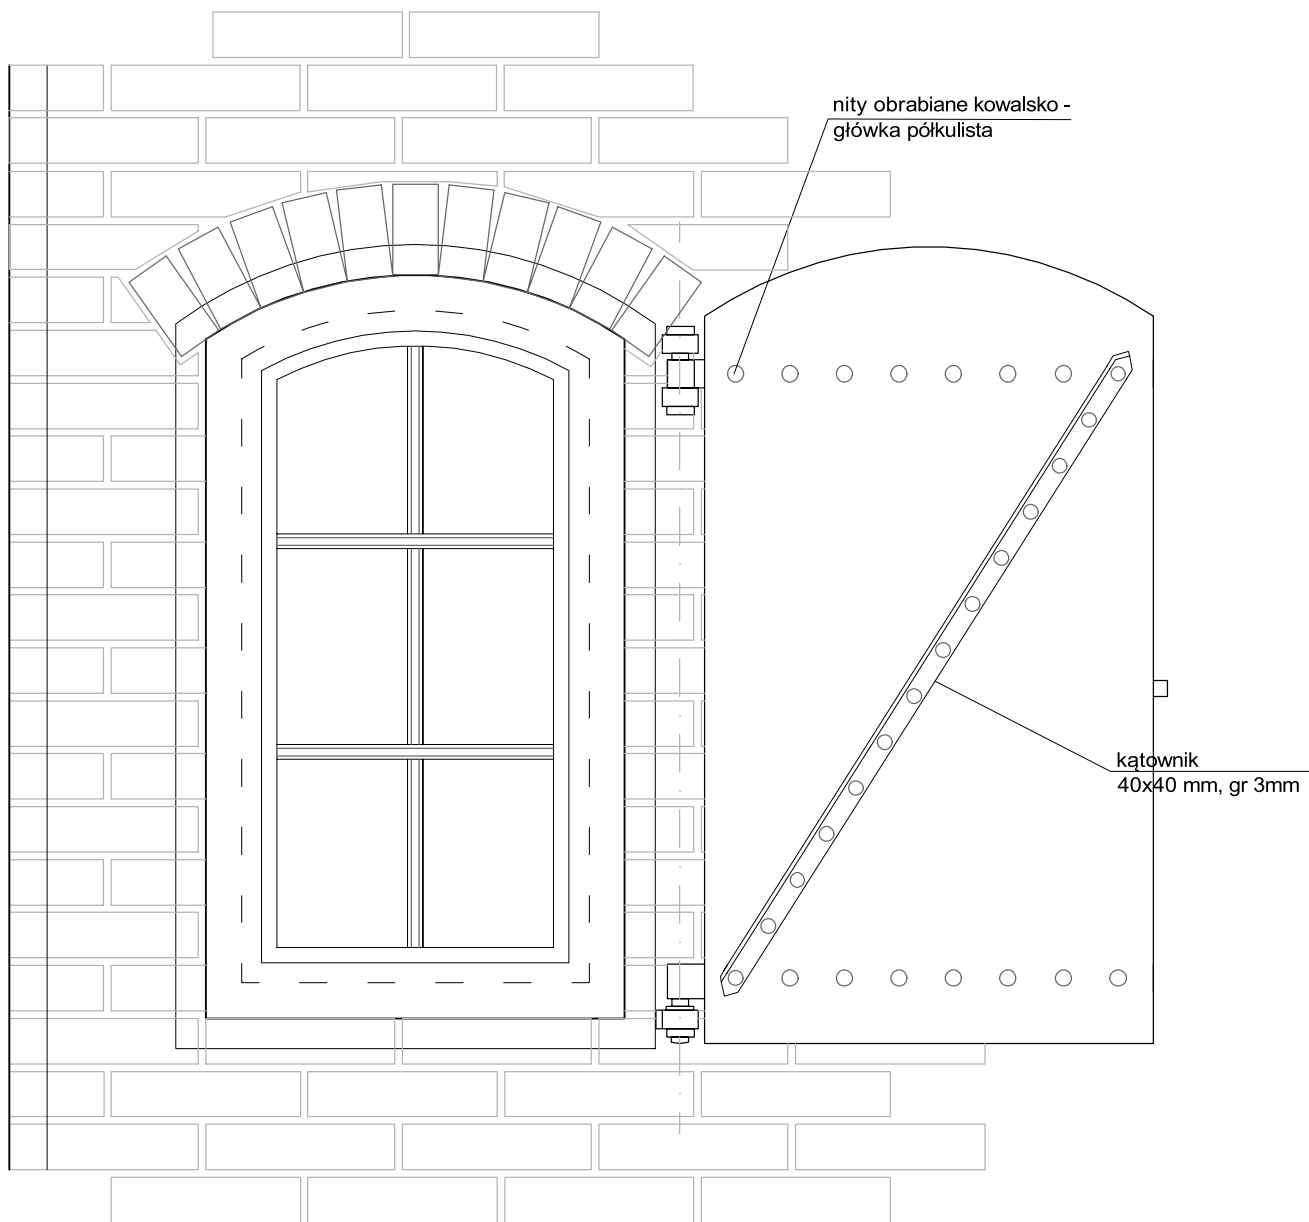 nity obrabiane kowalsko -
główka półkulista
kątownik
40x40 mm, gr 3mm